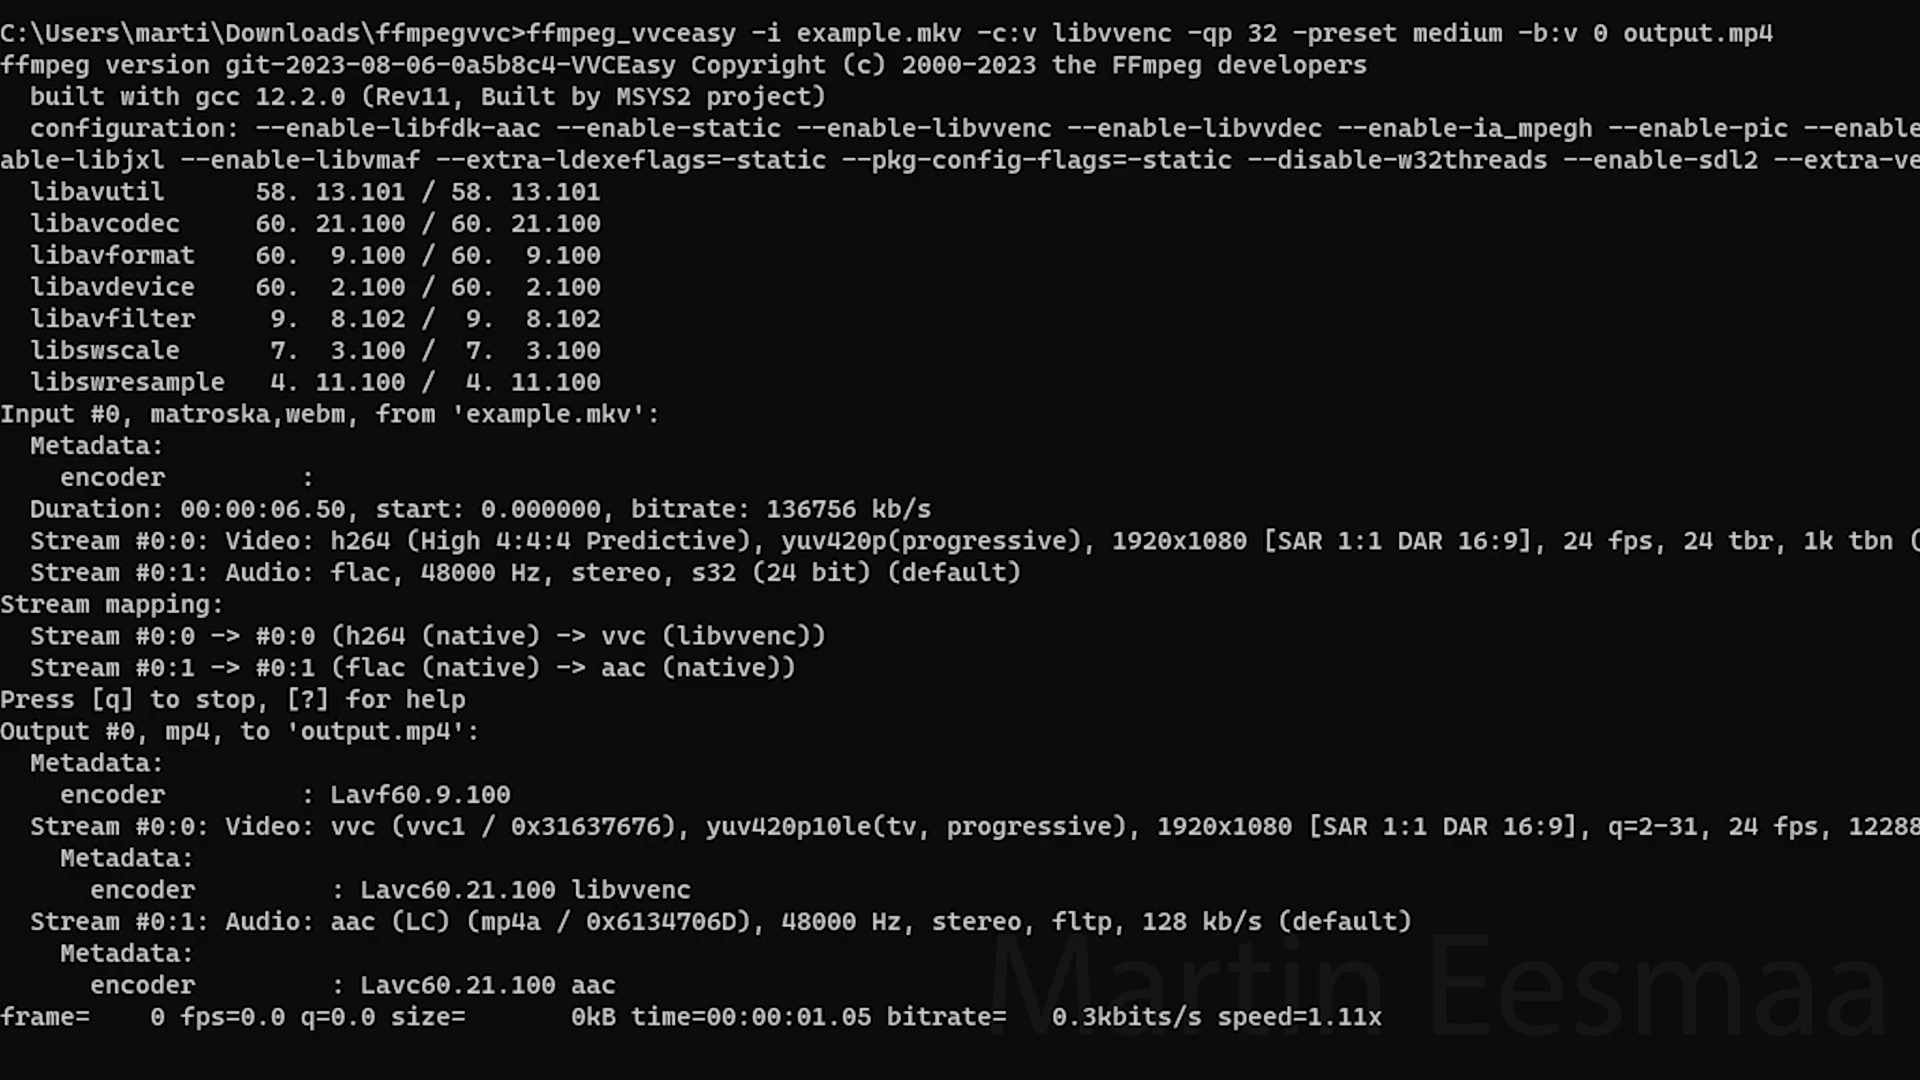 C:\Users\marti\Downloads\ffmpegvvc>ffmpeg_vvceasy -i example.mkv -c:v libvvenc -qp 32 -preset medium -b:v 0 output.mp4
ffmpeg version git-2023-08-06-0a5b8c4-VVCEasy Copyright (c) 2000-2023 the FFmpeg developers
  built with gcc 12.2.0 (Rev11, Built by MSYS2 project)
  configuration: --enable-libfdk-aac --enable-static --enable-libvvenc --enable-libvvdec --enable-ia_mpegh --enable-pic --enable
able-libjxl --enable-libvmaf --extra-ldexeflags=-static --pkg-config-flags=-static --disable-w32threads --enable-sdl2 --extra-ve
  libavutil      58. 13.101 / 58. 13.101
  libavcodec     60. 21.100 / 60. 21.100
  libavformat    60.  9.100 / 60.  9.100
  libavdevice    60.  2.100 / 60.  2.100
  libavfilter     9.  8.102 /  9.  8.102
  libswscale      7.  3.100 /  7.  3.100
  libswresample   4. 11.100 /  4. 11.100
Input #0, matroska,webm, from 'example.mkv':
  Metadata:
    encoder         :
  Duration: 00:00:06.50, start: 0.000000, bitrate: 136756 kb/s
  Stream #0:0: Video: h264 (High 4:4:4 Predictive), yuv420p(progressive), 1920x1080 [SAR 1:1 DAR 16:9], 24 fps, 24 tbr, 1k tbn (
  Stream #0:1: Audio: flac, 48000 Hz, stereo, s32 (24 bit) (default)
Stream mapping:
  Stream #0:0 -> #0:0 (h264 (native) -> vvc (libvvenc))
  Stream #0:1 -> #0:1 (flac (native) -> aac (native))
Press [q] to stop, [?] for help
Output #0, mp4, to 'output.mp4':
  Metadata:
    encoder         : Lavf60.9.100
  Stream #0:0: Video: vvc (vvc1 / 0x31637676), yuv420p10le(tv, progressive), 1920x1080 [SAR 1:1 DAR 16:9], q=2-31, 24 fps, 12288
    Metadata:
      encoder         : Lavc60.21.100 libvvenc
  Stream #0:1: Audio: aac (LC) (mp4a / 0x6134706D), 48000 Hz, stereo, fltp, 128 kb/s (default)
    Metadata:
      encoder         : Lavc60.21.100 aac
frame=    0 fps=0.0 q=0.0 size=       0kB time=00:00:01.05 bitrate=   0.3kbits/s speed=1.11x
Martin Eesmaa